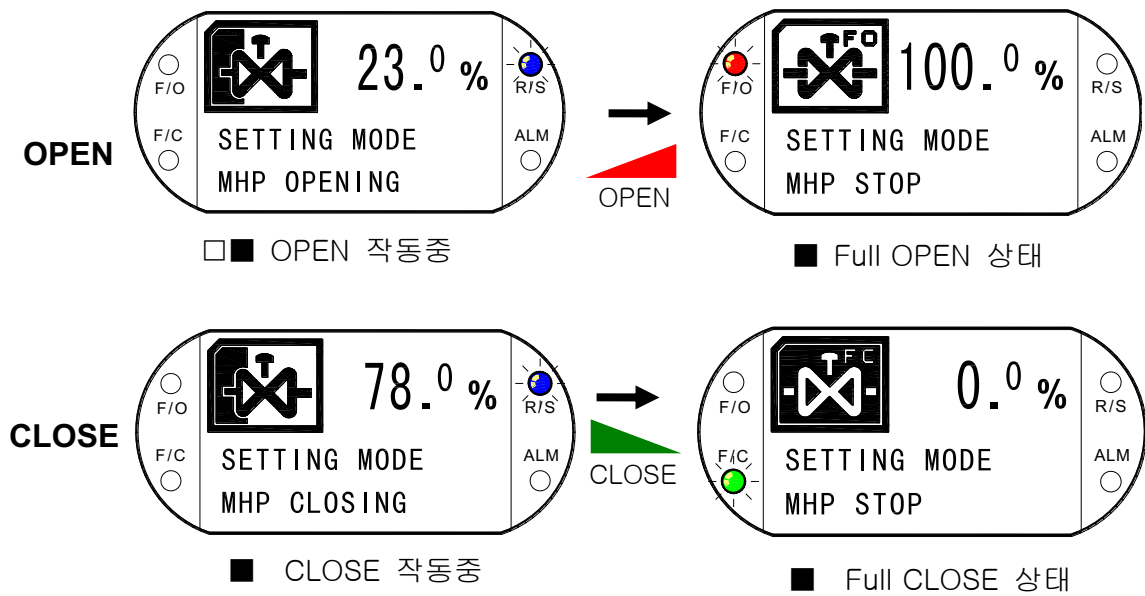 OPEN
F/O
F/C
23.0 %
R/S
ALM
SETTING MODE
MHP OPENING
□■ OPEN 작동중
OPEN
F/O
F/C
FO
100.0 %
R/S
ALM
SETTING MODE
MHP STOP
■ Full OPEN 상태
CLOSE
F/O
F/C
78.0 %
R/S
ALM
SETTING MODE
MHP CLOSING
■ CLOSE 작동중
CLOSE
F/O
F/C
FC
0.0 %
R/S
ALM
SETTING MODE
MHP STOP
■ Full CLOSE 상태